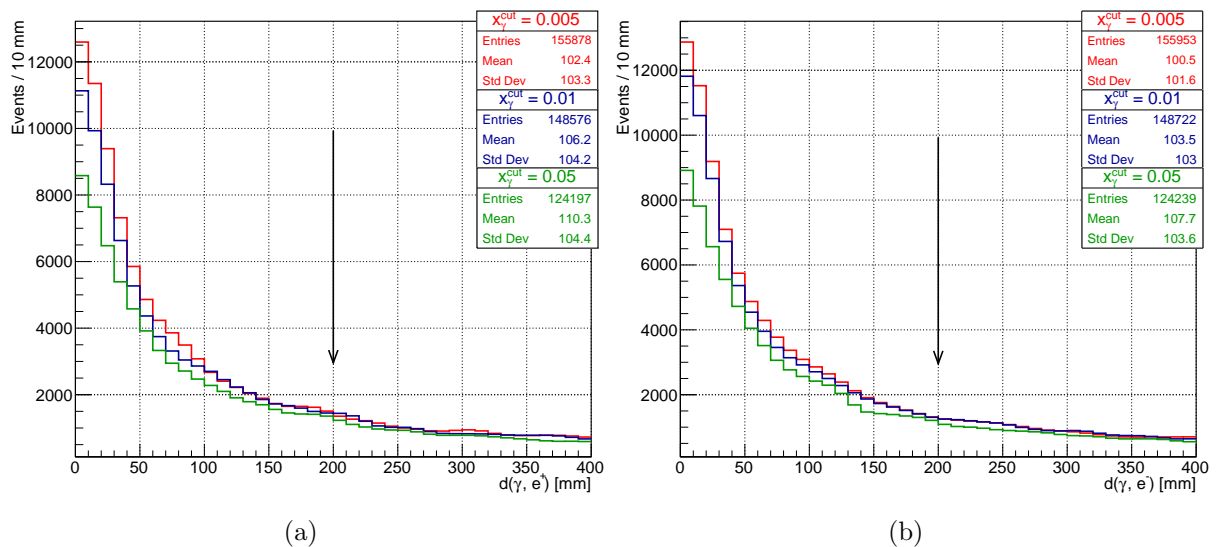 Events / 10 mm
12000
10000
8000
6000
4000
2000
0 50 100 150 200 250 300 350 400
d(γ, e⁺) [mm]
x_γ^cut = 0.005
Entries 155878
Mean 102.4
Std Dev 103.3
x_γ^cut = 0.01
Entries 148576
Mean 106.2
Std Dev 104.2
x_γ^cut = 0.05
Entries 124197
Mean 110.3
Std Dev 104.4
(a)
Events / 10 mm
12000
10000
8000
6000
4000
2000
0 50 100 150 200 250 300 350 400
d(γ, e⁻) [mm]
x_γ^cut = 0.005
Entries 155953
Mean 100.5
Std Dev 101.6
x_γ^cut = 0.01
Entries 148722
Mean 103.5
Std Dev 103
x_γ^cut = 0.05
Entries 124239
Mean 107.7
Std Dev 103.6
(b)